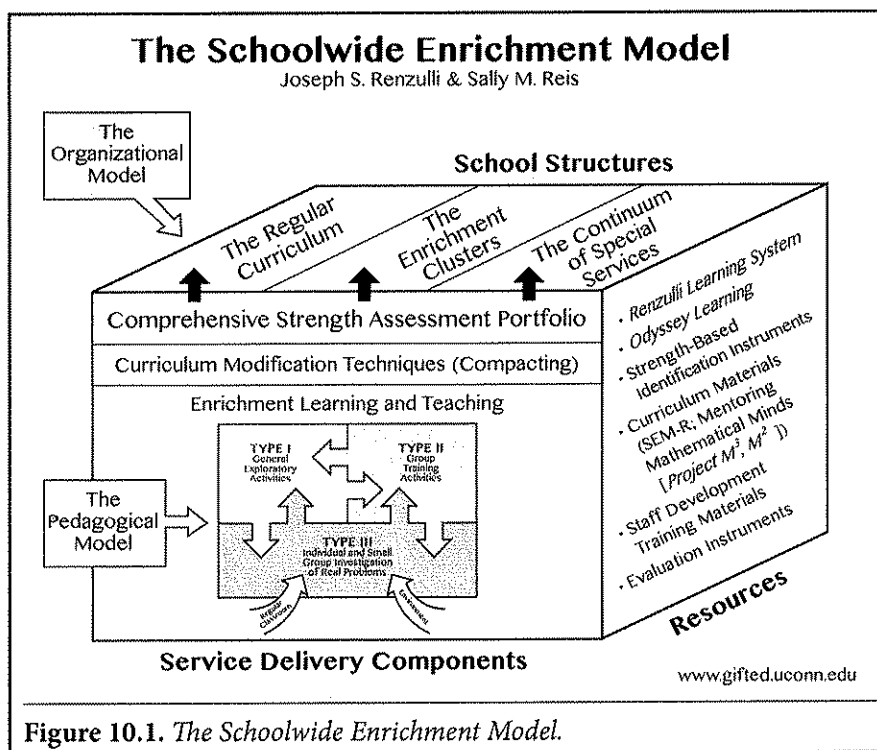 The Schoolwide Enrichment Model
Joseph S. Renzulli & Sally M. Reis
The
Organizational
Model
School Structures
The Regular
Curriculum
The
Enrichment
Clusters
The Continuum
of Special
Services
Comprehensive Strength Assessment Portfolio
Curriculum Modification Techniques (Compacting)
Enrichment Learning and Teaching
TYPE I
General
Exploratory
Activities
TYPE II
Group
Training
Activities
The
Pedagogical
Model
TYPE III
Individual and Small
Group Investigation
of Real Problems
Regular
Classroom
Environment
Service Delivery Components
• Renzulli Learning System
• Odyssey Learning
• Strength-Based
Identification Instruments
• Curriculum Materials
(SEM-R; Mentoring
Mathematical Minds
[Project M³, M² ])
• Staff Development
Training Materials
• Evaluation Instruments
Resources
www.gifted.uconn.edu
Figure 10.1. The Schoolwide Enrichment Model.